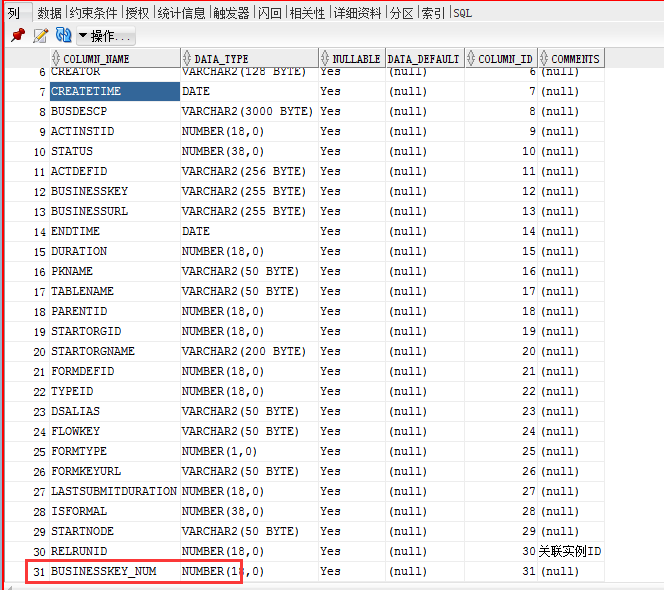 列 数据 约束条件 授权 统计信息 触发器 闪回 相关性 详细资料 分区 索引 SQL
操作...
COLUMN_NAME DATA_TYPE NULLABLE DATA_DEFAULT COLUMN_ID COMMENTS
6 CREATOR VARCHAR2(128 BYTE) Yes (null) 6 (null)
7 CREATETIME DATE Yes (null) 7 (null)
8 BUSDESCP VARCHAR2(3000 BYTE) Yes (null) 8 (null)
9 ACTINSTID NUMBER(18,0) Yes (null) 9 (null)
10 STATUS NUMBER(38,0) Yes (null) 10 (null)
11 ACTDEFID VARCHAR2(256 BYTE) Yes (null) 11 (null)
12 BUSINESSKEY VARCHAR2(255 BYTE) Yes (null) 12 (null)
13 BUSINESSURL VARCHAR2(255 BYTE) Yes (null) 13 (null)
14 ENDTIME DATE Yes (null) 14 (null)
15 DURATION NUMBER(18,0) Yes (null) 15 (null)
16 PKNAME VARCHAR2(50 BYTE) Yes (null) 16 (null)
17 TABLENAME VARCHAR2(50 BYTE) Yes (null) 17 (null)
18 PARENTID NUMBER(18,0) Yes (null) 18 (null)
19 STARTORGID NUMBER(18,0) Yes (null) 19 (null)
20 STARTORGNAME VARCHAR2(200 BYTE) Yes (null) 20 (null)
21 FORMDEFID NUMBER(18,0) Yes (null) 21 (null)
22 TYPEID NUMBER(18,0) Yes (null) 22 (null)
23 DSALIAS VARCHAR2(50 BYTE) Yes (null) 23 (null)
24 FLOWKEY VARCHAR2(50 BYTE) Yes (null) 24 (null)
25 FORMTYPE NUMBER(1,0) Yes (null) 25 (null)
26 FORMKEYURL VARCHAR2(50 BYTE) Yes (null) 26 (null)
27 LASTSUBMITDURATION NUMBER(18,0) Yes (null) 27 (null)
28 ISFORMAL NUMBER(38,0) Yes (null) 28 (null)
29 STARTNODE VARCHAR2(50 BYTE) Yes (null) 29 (null)
30 RELRUNID NUMBER(18,0) Yes (null) 30 关联实例ID
31 BUSINESSKEY_NUM NUMBER(18,0) Yes (null) 31 (null)